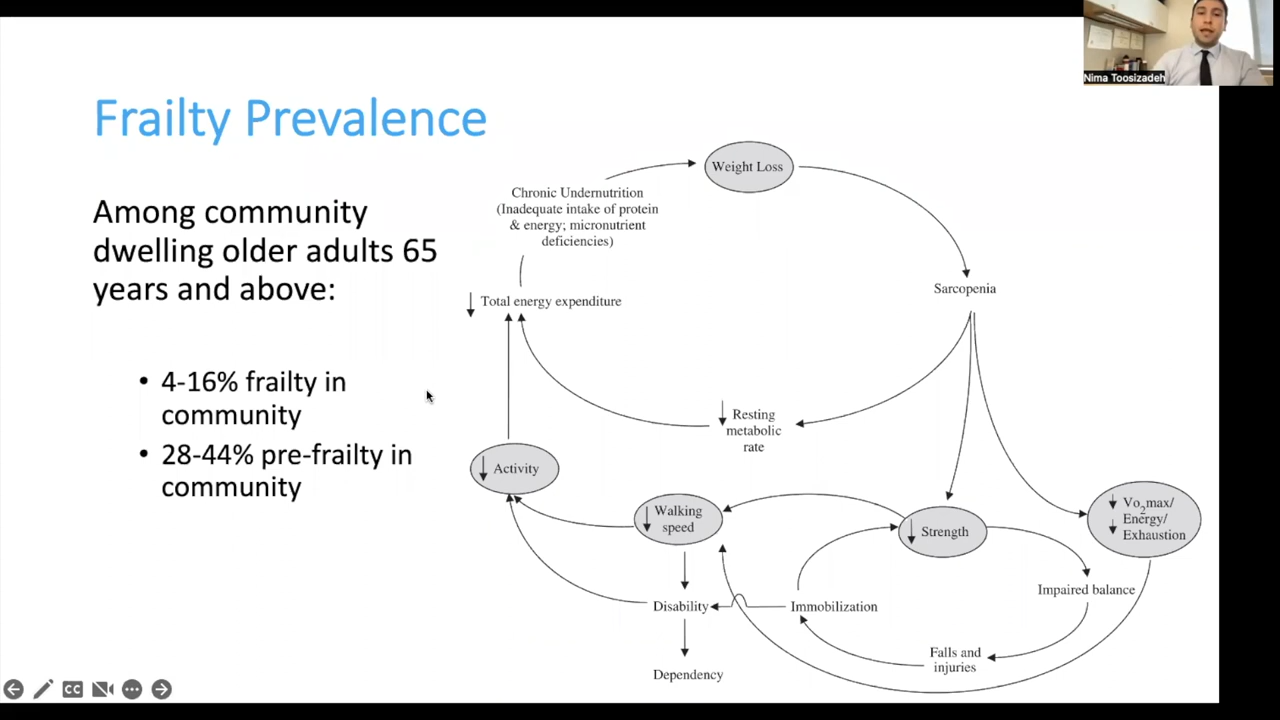 Nima Toosizadeh
Frailty Prevalence
Among community
dwelling older adults 65
years and above:
• 4-16% frailty in
community
• 28-44% pre-frailty in
community
Weight Loss
Chronic Undernutrition
(Inadequate intake of protein
& energy; micronutrient
deficiencies)
↓ Total energy expenditure
Sarcopenia
↓ Resting
metabolic
rate
↓ Activity
↓ Walking
speed
↓ Strength
↓ Vo2max/
↓ Energy/
Exhaustion
Impaired balance
Disability
Immobilization
Falls and
injuries
Dependency
CC